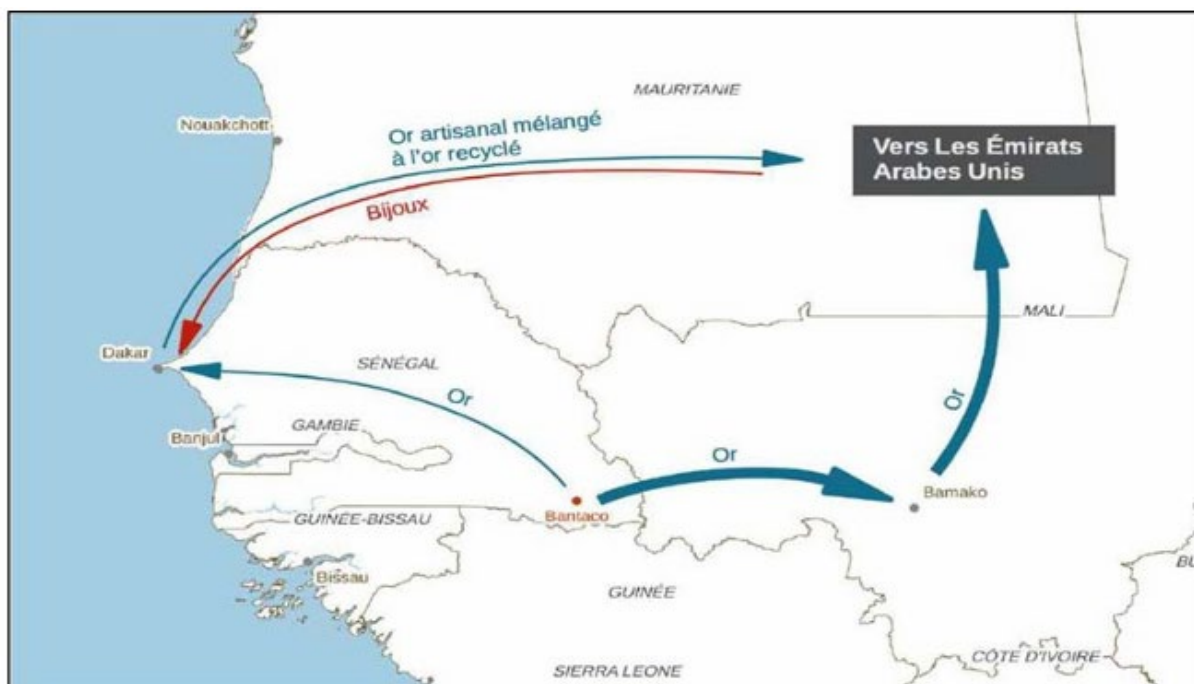 MAURITANIE
Nouakchott
Or artisanal mélangé
à l'or recyclé
Vers Les Émirats
Arabes Unis
Bijoux
MALI
Dakar
SÉNÉGAL
Or
Or
GAMBIE
Banjul
Or
Bamako
Bantaco
GUINÉE-BISSAU
Bissau
GUINÉE
BU
CÔTE D'IVOIRE
SIERRA LEONE